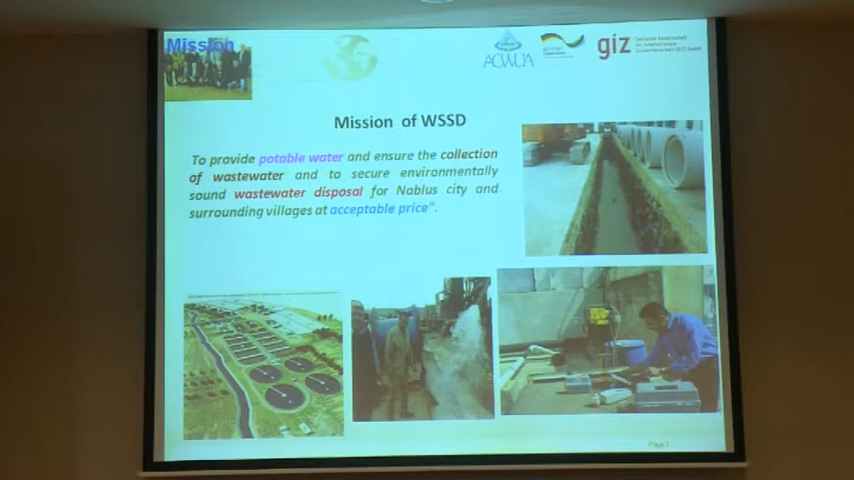 Mission
ACWUA
giz
Mission of WSSD
To provide potable water and ensure the collection
of wastewater and to secure environmentally
sound wastewater disposal for Nablus city and
surrounding villages at acceptable price".